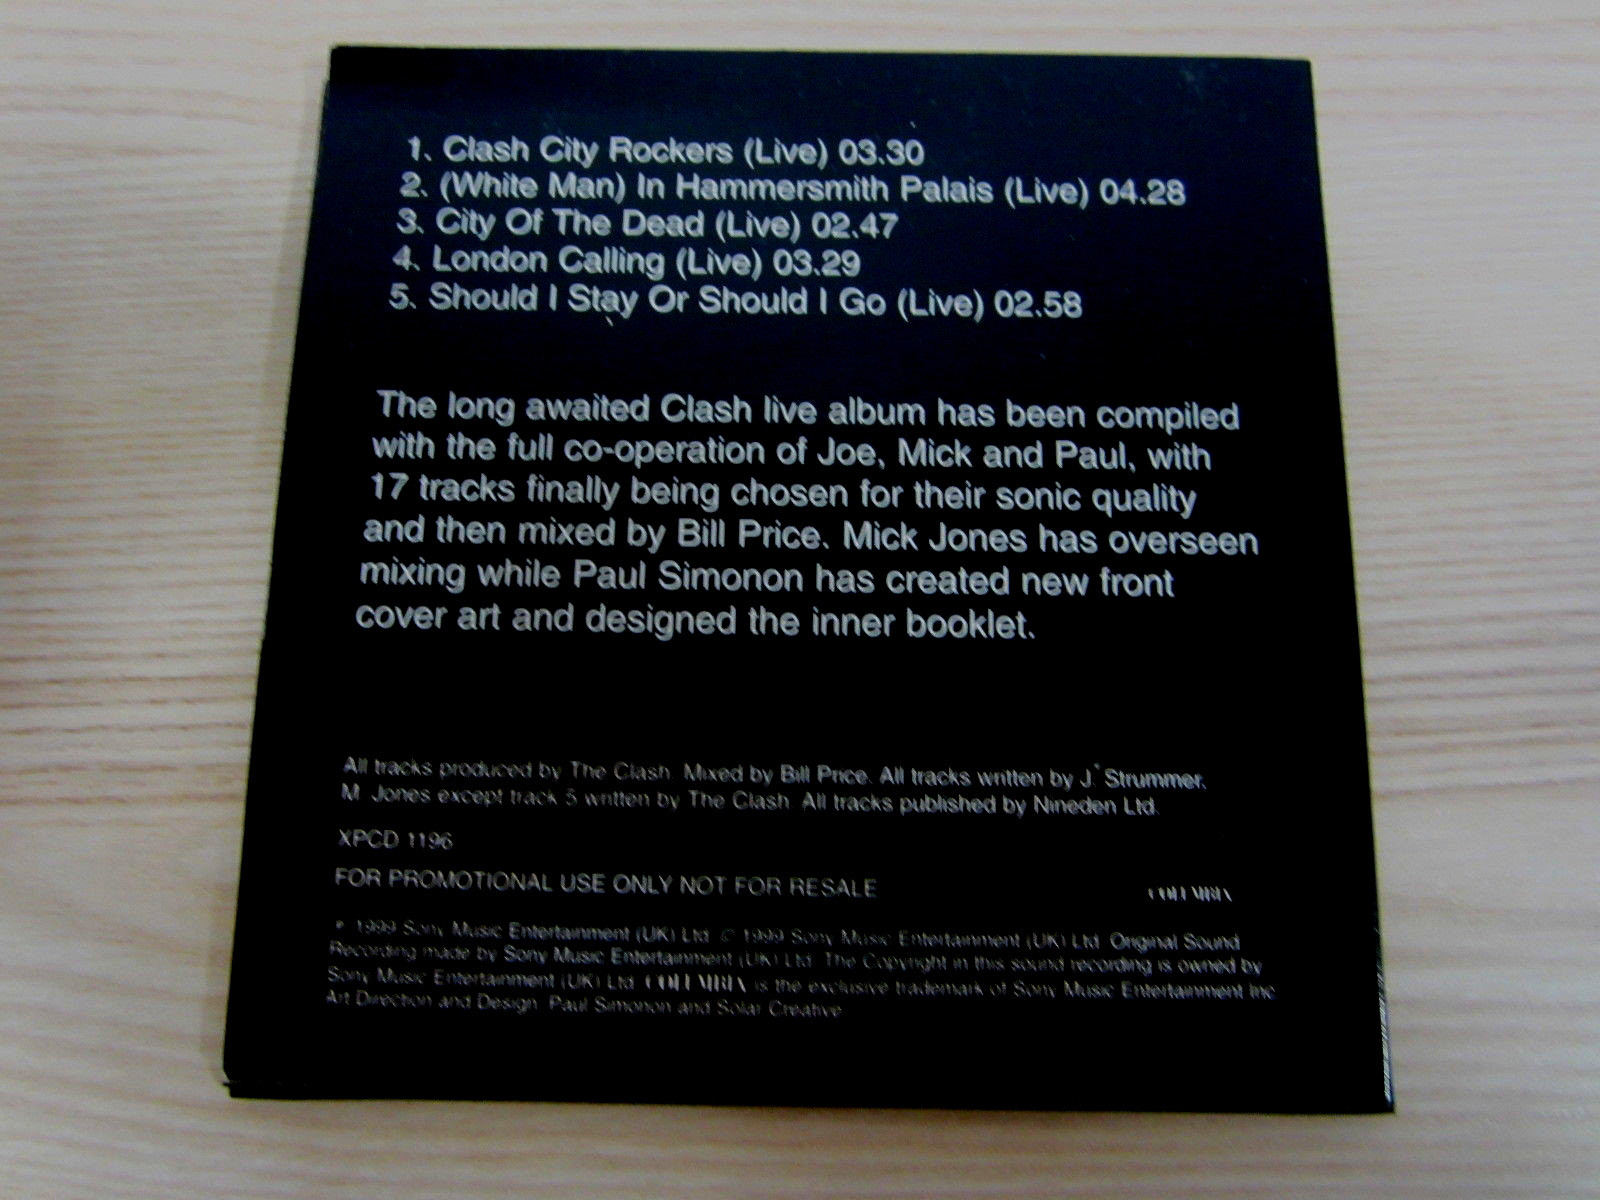 1. Clash City Rockers (Live) 03.30
2. (White Man) In Hammersmith Palais (Live) 04.28
3. City Of The Dead (Live) 02.47
4. London Calling (Live) 03.29
5. Should I Stay Or Should I Go (Live) 02.58
The long awaited Clash live album has been compiled
with the full co-operation of Joe, Mick and Paul, with
17 tracks finally being chosen for their sonic quality
and then mixed by Bill Price. Mick Jones has overseen
mixing while Paul Simonon has created new front
cover art and designed the inner booklet.
All tracks produced by The Clash. Mixed by Bill Price. All tracks written by J. Strummer,
M. Jones except track 5 written by The Clash. All tracks published by Nineden Ltd.
XPCD 1196
FOR PROMOTIONAL USE ONLY NOT FOR RESALE
COLUMBIA
℗ 1999 Sony Music Entertainment (UK) Ltd. © 1999 Sony Music Entertainment (UK) Ltd. Original Sound
Recording made by Sony Music Entertainment (UK) Ltd. The Copyright in this sound recording is owned by
Sony Music Entertainment (UK) Ltd. COLUMBIA is the exclusive trademark of Sony Music Entertainment Inc.
Art Direction and Design: Paul Simonon and Solar Creative